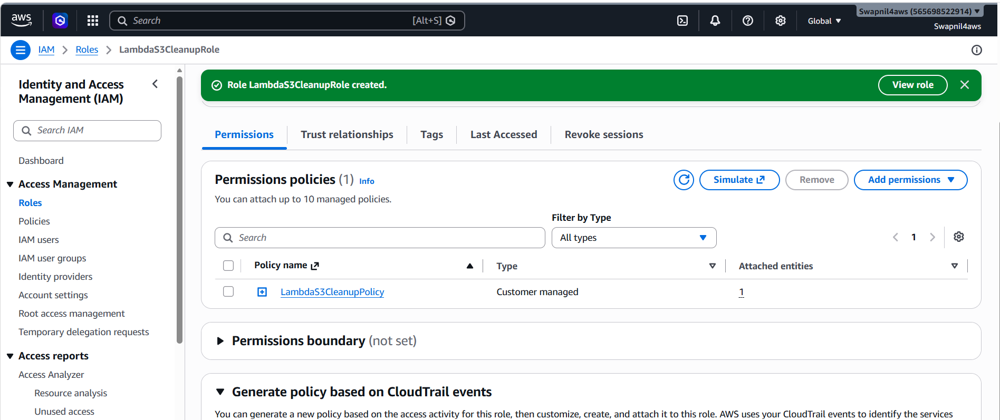 aws
Search
[Alt+S]
Global
Swapnil4aws (565698522914)
Swapnil4aws
IAM
Roles
LambdaS3CleanupRole
Identity and Access
Management (IAM)
Search IAM
Dashboard
Access Management
Roles
Policies
IAM users
IAM user groups
Identity providers
Account settings
Root access management
Temporary delegation requests
Access reports
Access Analyzer
Resource analysis
Unused access
Role LambdaS3CleanupRole created.
View role
Permissions
Trust relationships
Tags
Last Accessed
Revoke sessions
Permissions policies (1) Info
Simulate
Remove
Add permissions
You can attach up to 10 managed policies.
Filter by Type
Search
All types
1
Policy name
Type
Attached entities
LambdaS3CleanupPolicy
Customer managed
1
Permissions boundary (not set)
Generate policy based on CloudTrail events
You can generate a new policy based on the access activity for this role, then customize, create, and attach it to this role. AWS uses your CloudTrail events to identify the services